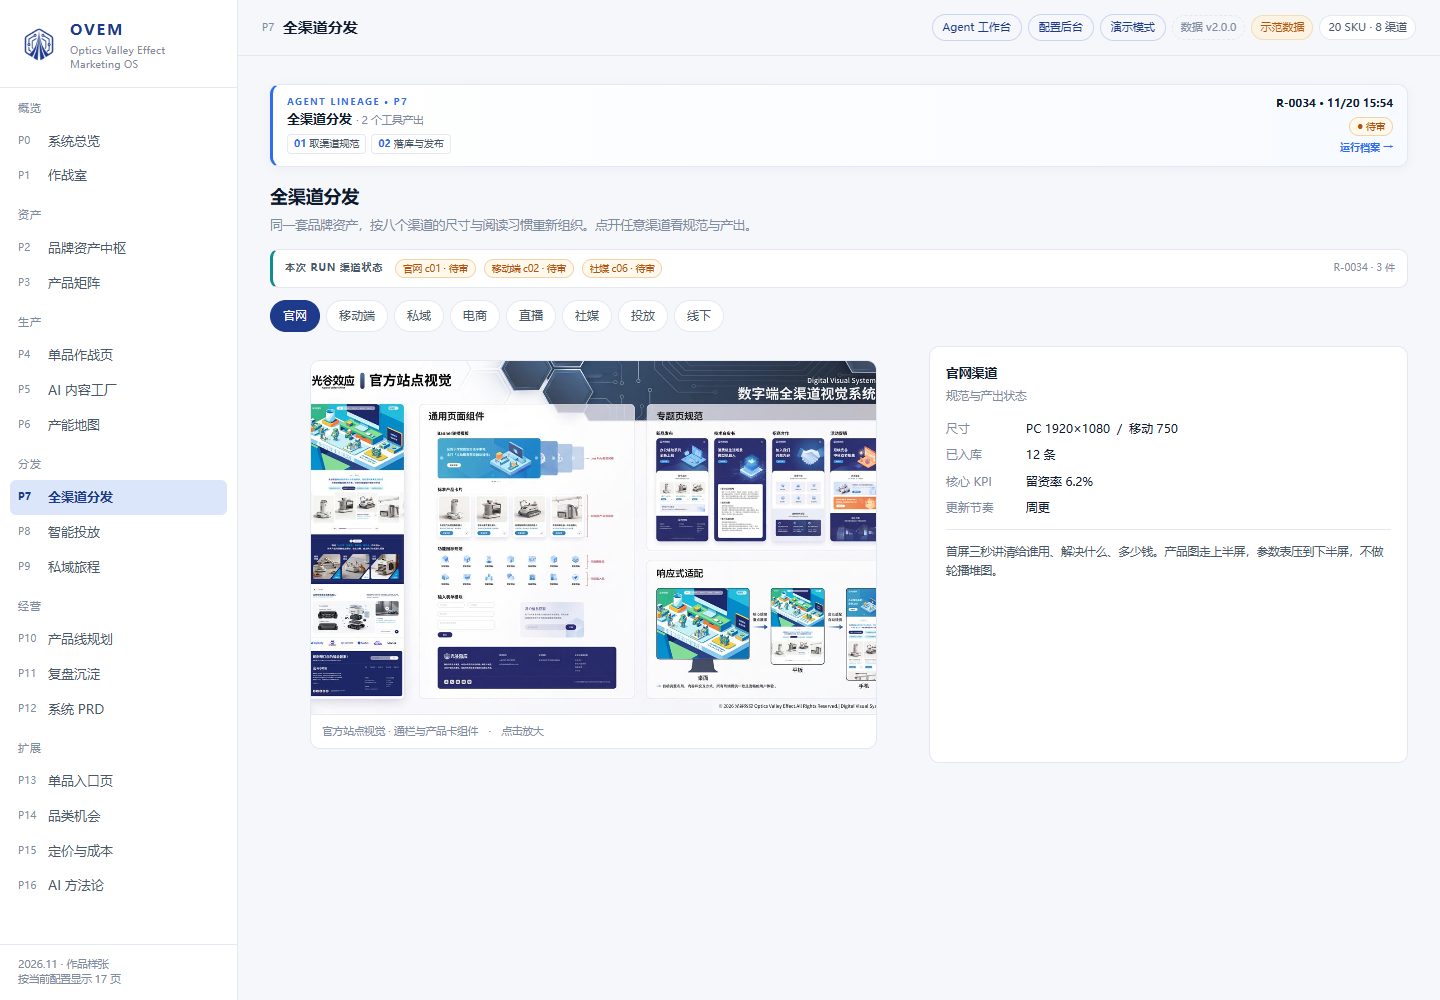 OVEM
Optics Valley Effect
Marketing OS
概览
P0 系统总览
P1 作战室
资产
P2 品牌资产中枢
P3 产品矩阵
生产
P4 单品作战页
P5 AI 内容工厂
P6 产能地图
分发
P7 全渠道分发
P8 智能投放
P9 私域旅程
经营
P10 产品线规划
P11 复盘沉淀
P12 系统 PRD
扩展
P13 单品入口页
P14 品类机会
P15 定价与成本
P16 AI 方法论
2026.11 · 作品样张
按当前配置显示 17 页
P7 全渠道分发
Agent 工作台
配置后台
演示模式
数据 v2.0.0
示范数据
20 SKU · 8 渠道
AGENT LINEAGE • P7
全渠道分发 · 2 个工具产出
01 取渠道规范
02 落库与发布
R-0034 • 11/20 15:54
• 待审
运行档案 →
全渠道分发
同一套品牌资产，按八个渠道的尺寸与阅读习惯重新组织。点开任意渠道看规范与产出。
本次 RUN 渠道状态
官网 c01 · 待审
移动端 c02 · 待审
社媒 c06 · 待审
R-0034 · 3 件
官网
移动端
私域
电商
直播
社媒
投放
线下
光谷效应
官方站点视觉
Digital Visual System
数字端全渠道视觉系统
通用页面组件
专题页规范
响应式适配
桌面
平板
手机
官方站点视觉 · 通栏与产品卡组件 · 点击放大
官网渠道
规范与产出状态
尺寸 PC 1920×1080 / 移动 750
已入库 12 条
核心 KPI 留资率 6.2%
更新节奏 周更
首屏三秒讲清给谁用、解决什么、多少钱。产品图走上半屏，参数表压到下半屏，不做
轮播堆图。